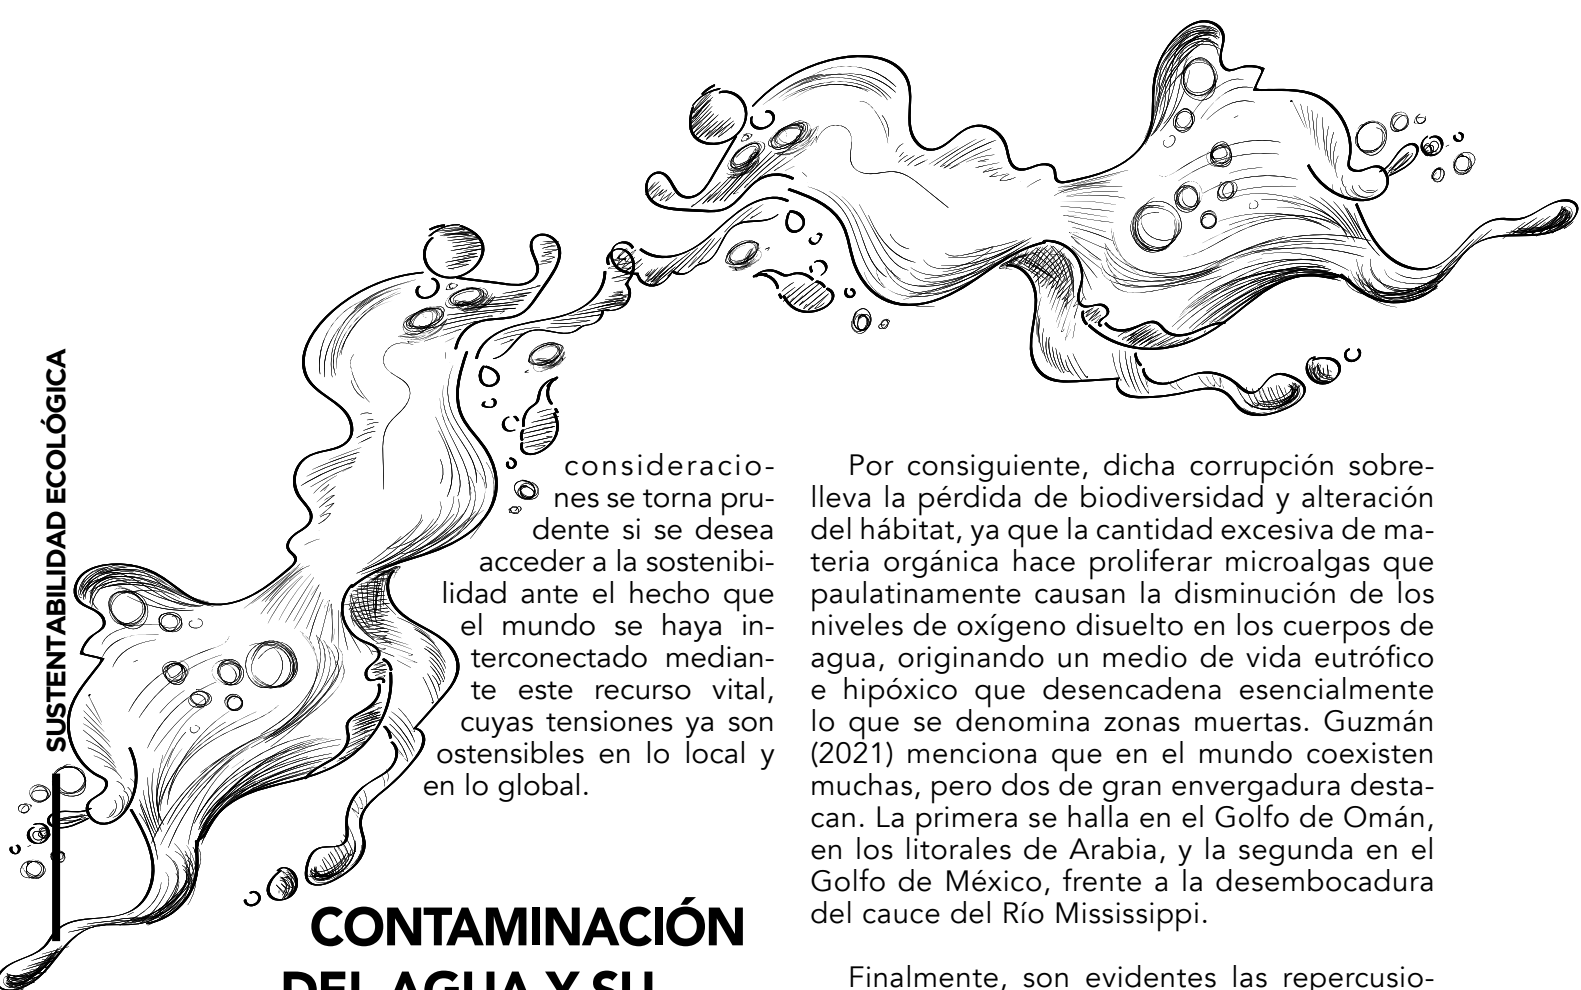 SUSTENTABILIDAD ECOLÓGICA
consideracio-
nes se torna pru-
dente si se desea
acceder a la sostenibi-
lidad ante el hecho que
el mundo se haya in-
terconectado median-
te este recurso vital,
cuyas tensiones ya son
ostensibles en lo local y
en lo global.
CONTAMINACIÓN
DEL AGUA Y SU
Por consiguiente, dicha corrupción sobre-
lleva la pérdida de biodiversidad y alteración
del hábitat, ya que la cantidad excesiva de ma-
teria orgánica hace proliferar microalgas que
paulatinamente causan la disminución de los
niveles de oxígeno disuelto en los cuerpos de
agua, originando un medio de vida eutrófico
e hipóxico que desencadena esencialmente
lo que se denomina zonas muertas. Guzmán
(2021) menciona que en el mundo coexisten
muchas, pero dos de gran envergadura desta-
can. La primera se halla en el Golfo de Omán,
en los litorales de Arabia, y la segunda en el
Golfo de México, frente a la desembocadura
del cauce del Río Mississippi.
Finalmente, son evidentes las repercusio-